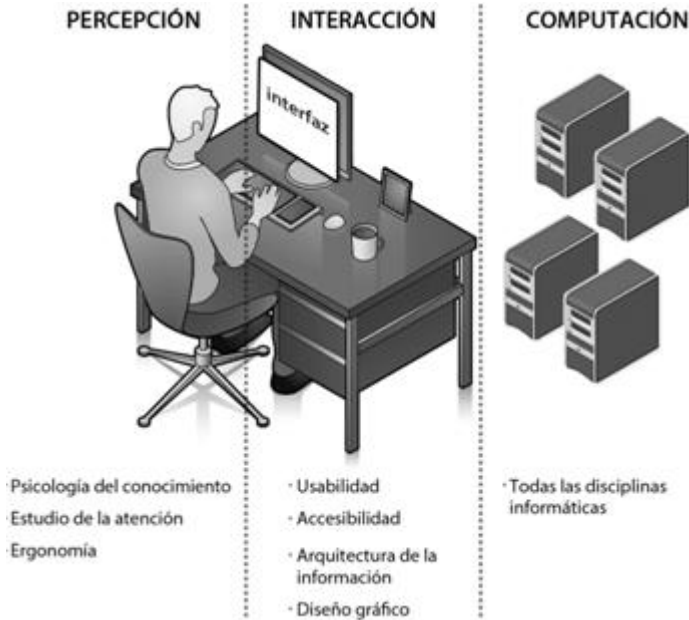 PERCEPCIÓN
INTERACCIÓN
COMPUTACIÓN
interfaz
· Psicología del conocimiento
· Estudio de la atención
· Ergonomía
· Usabilidad
· Accesibilidad
· Arquitectura de la
información
· Diseño gráfico
· Todas las disciplinas
informáticas